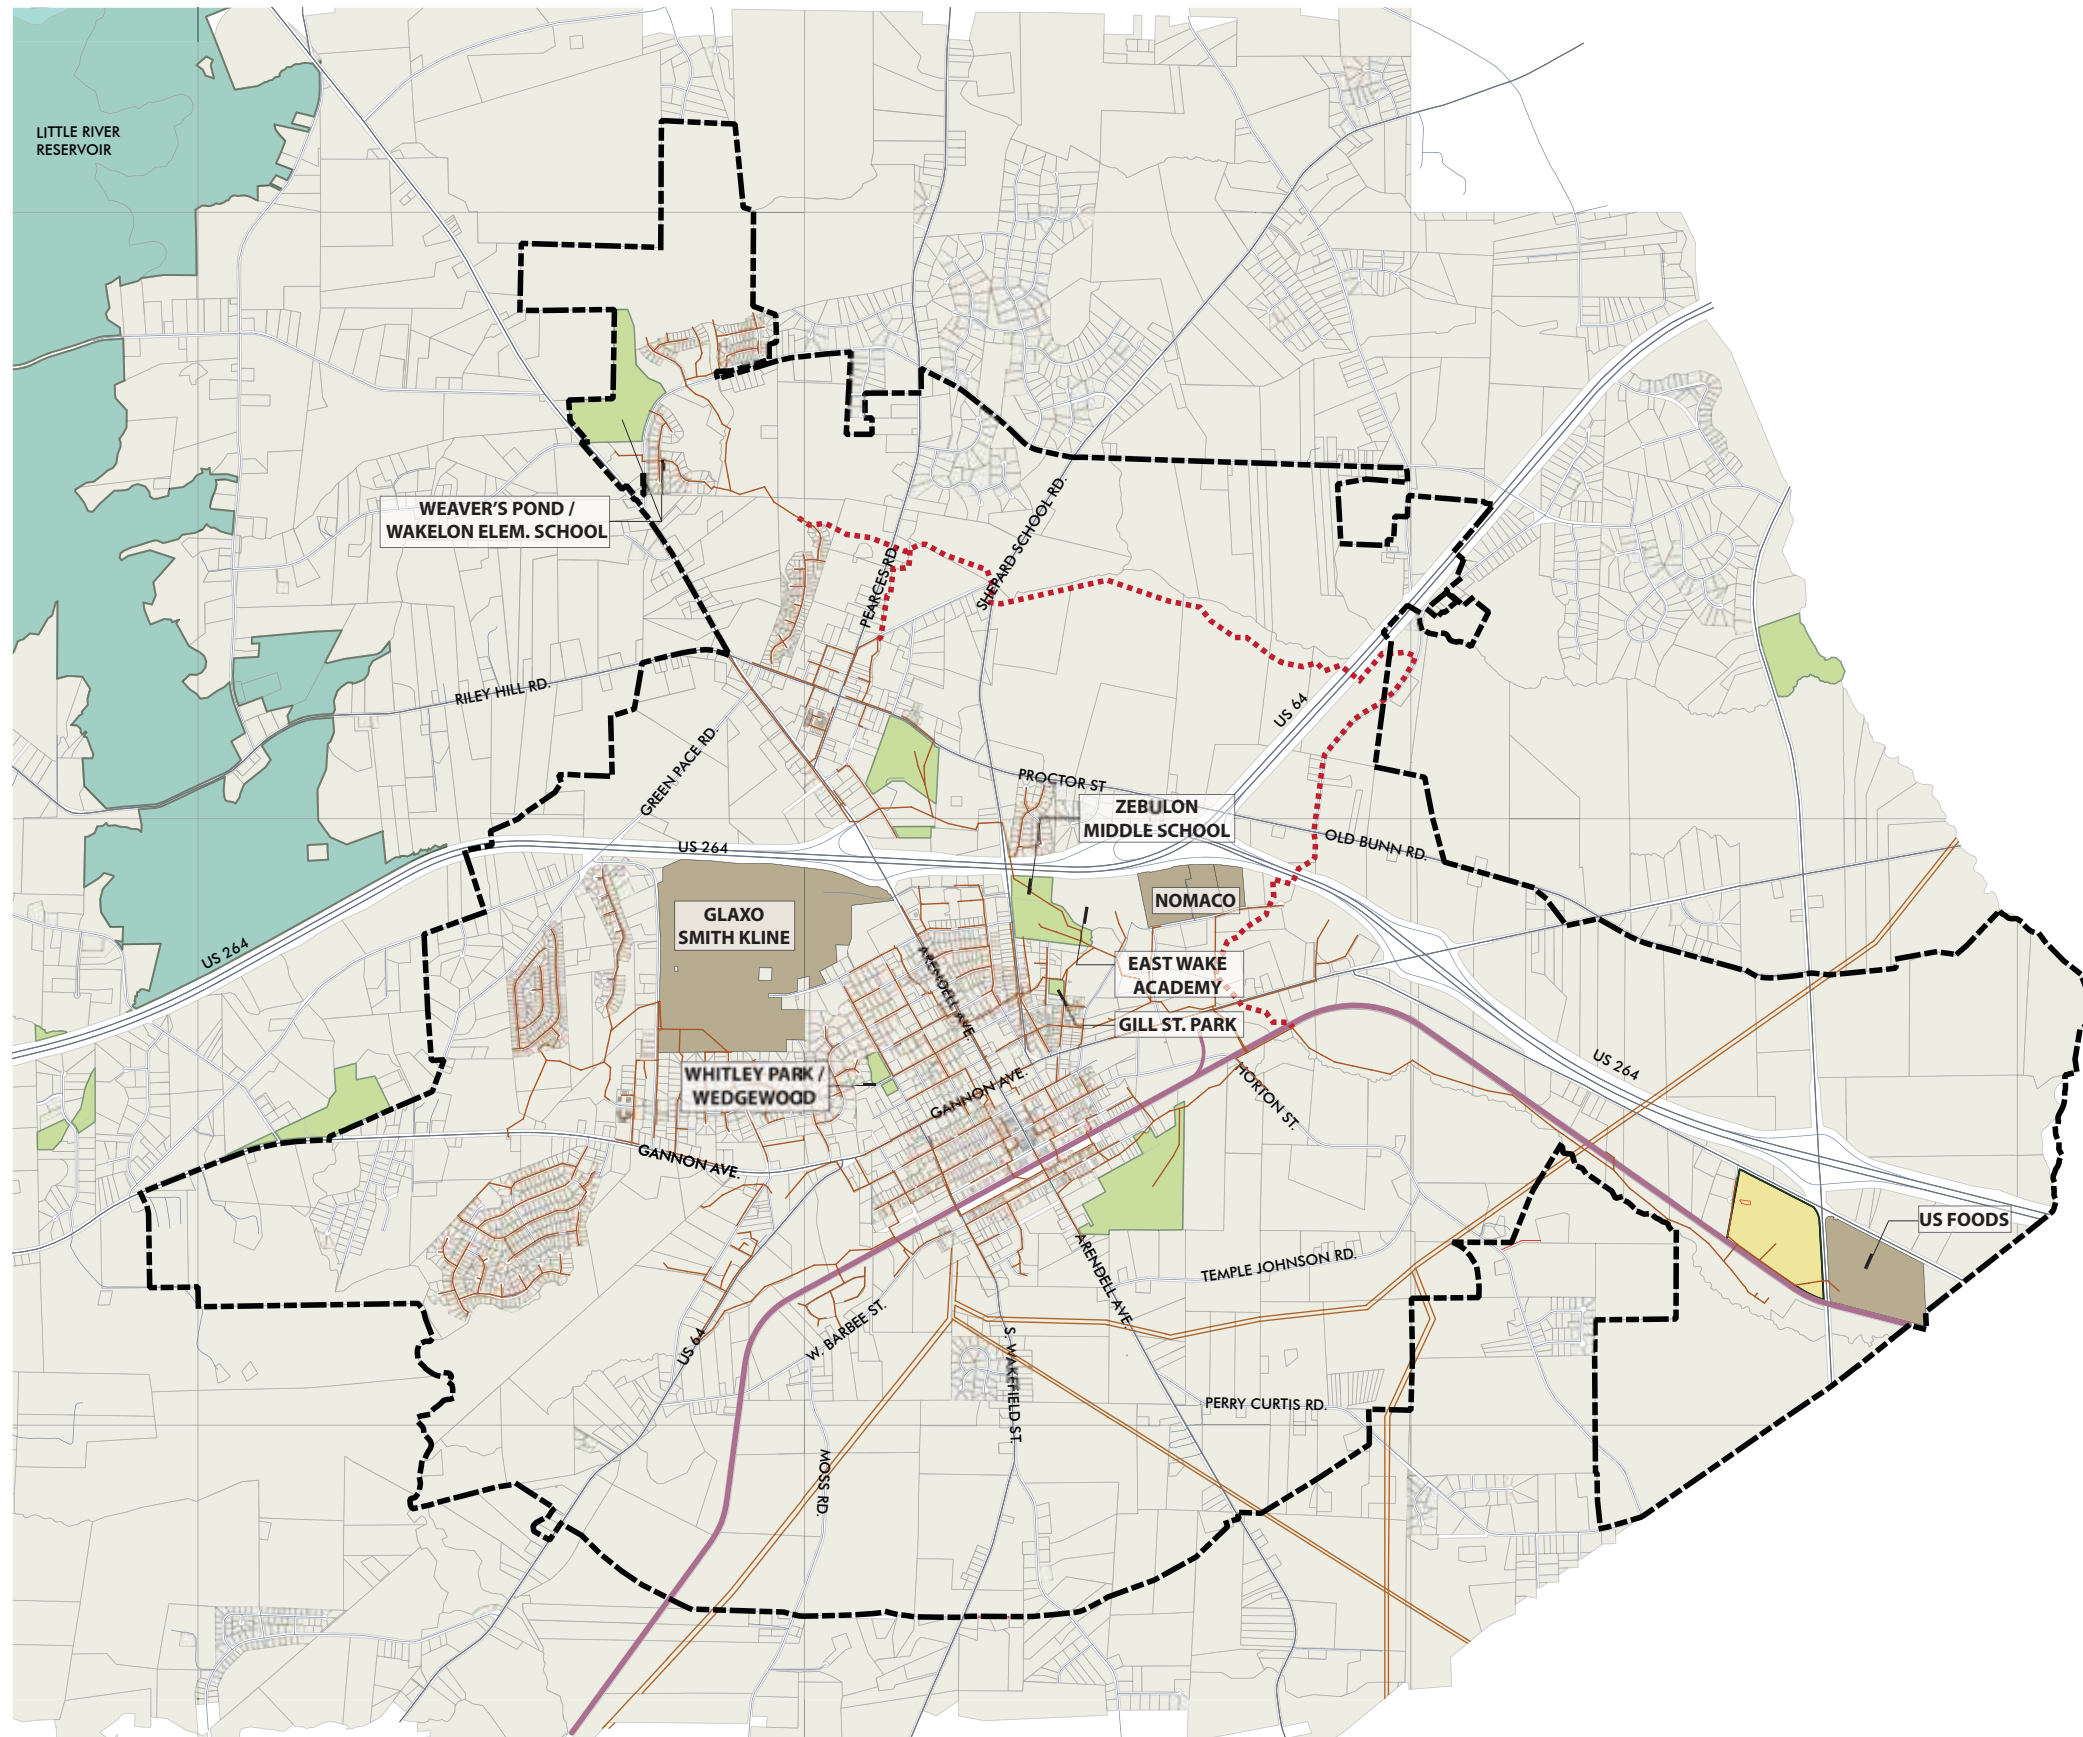 LITTLE RIVER
RESERVOIR
WEAVER'S POND /
WAKELON ELEM. SCHOOL
PEARCES RD.
SHEPARD SCHOOL RD.
RILEY HILL RD.
GREEN PACE RD.
US 64
PROCTOR ST
ZEBULON
MIDDLE SCHOOL
OLD BUNN RD.
US 264
US 264
GLAXO
SMITH KLINE
NOMACO
ARENDELL AVE.
EAST WAKE
ACADEMY
GILL ST. PARK
WHITLEY PARK /
WEDGEWOOD
GANNON AVE.
HORTON ST.
US 264
GANNON AVE.
US FOODS
ARENDELL AVE.
TEMPLE JOHNSON RD.
US 64
W. BARBEE ST.
S. WAKEFIELD ST.
PERRY CURTIS RD.
MOSS RD.